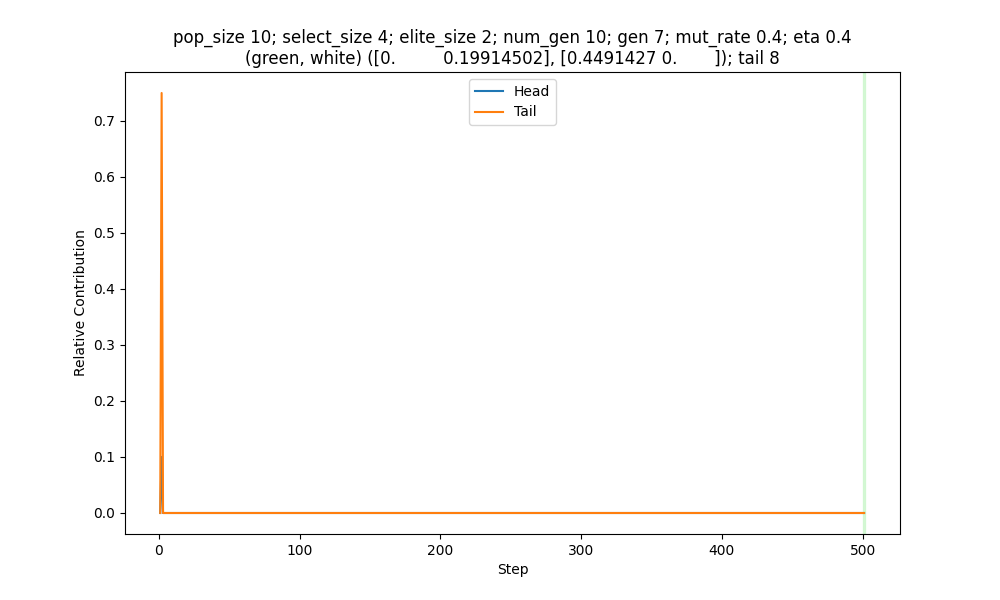 pop_size 10; select_size 4; elite_size 2; num_gen 10; gen 7; mut_rate 0.4; eta 0.4
(green, white) ([0.         0.19914502], [0.4491427 0.       ]); tail 8
Head
Tail
0.7
0.6
0.5
0.4
0.3
0.2
0.1
0.0
Relative Contribution
0 100 200 300 400 500
Step